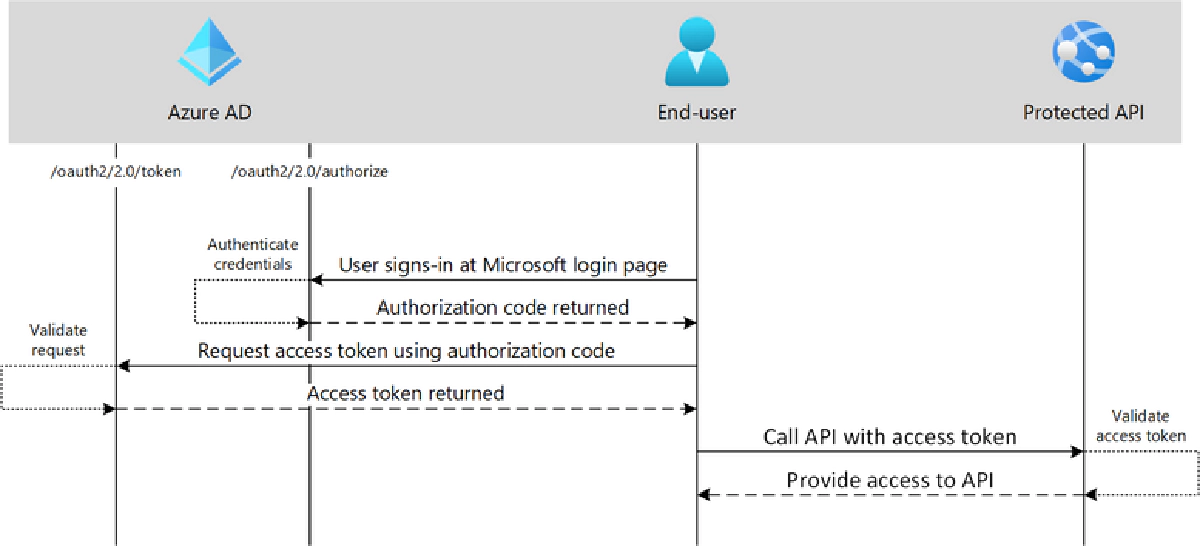 Azure AD
End-user
Protected API
/oauth2/2.0/token
/oauth2/2.0/authorize
Authenticate
credentials
User signs-in at Microsoft login page
Authorization code returned
Validate
request
Request access token using authorization code
Access token returned
Validate
access token
Call API with access token
Provide access to API